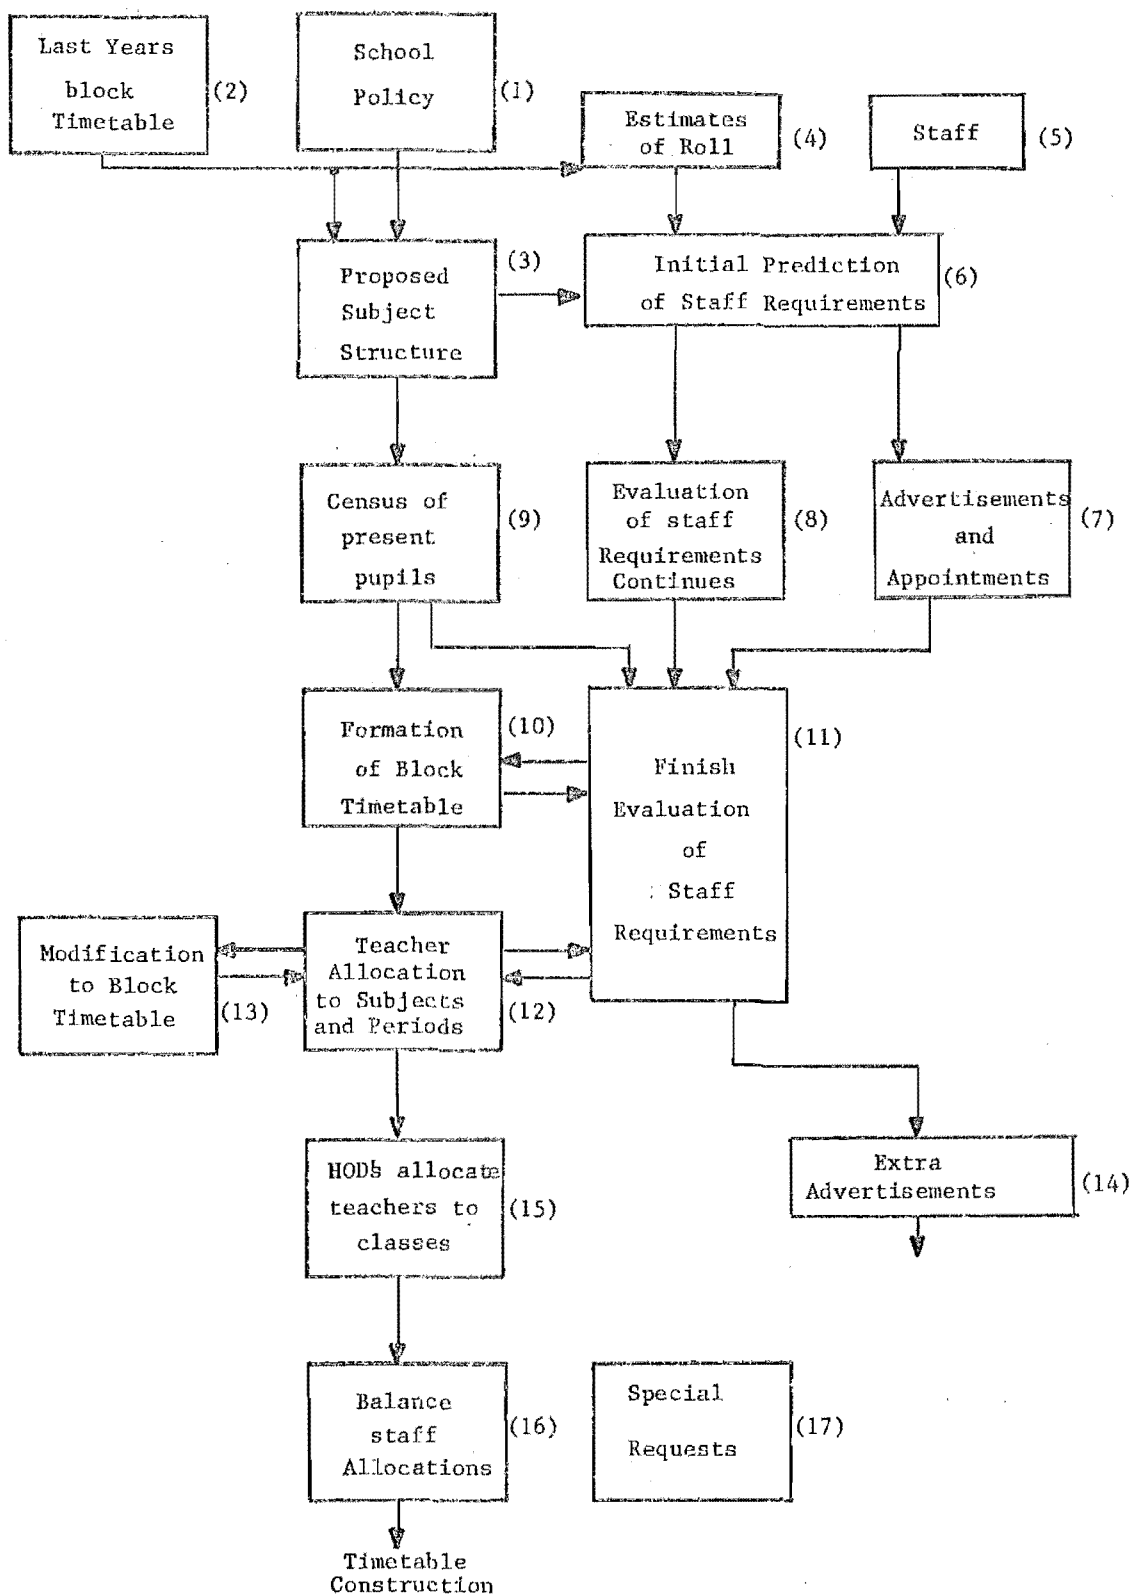 Last Years
block
Timetable
(2)
School
Policy
(1)
Estimates
of Roll
(4)
Staff
(5)
Proposed
Subject
Structure
(3)
Initial Prediction
of Staff Requirements
(6)
Census of
present
pupils
(9)
Evaluation
of staff
Requirements
Continues
(8)
Advertisements
and
Appointments
(7)
Formation
of Block
Timetable
(10)
Finish
Evaluation
of
Staff
Requirements
(11)
Modification
to Block
Timetable
(13)
Teacher
Allocation
to Subjects
and Periods
(12)
HODs allocate
teachers to
classes
(15)
Extra
Advertisements
(14)
Balance
staff
Allocations
(16)
Special
Requests
(17)
Timetable
Construction